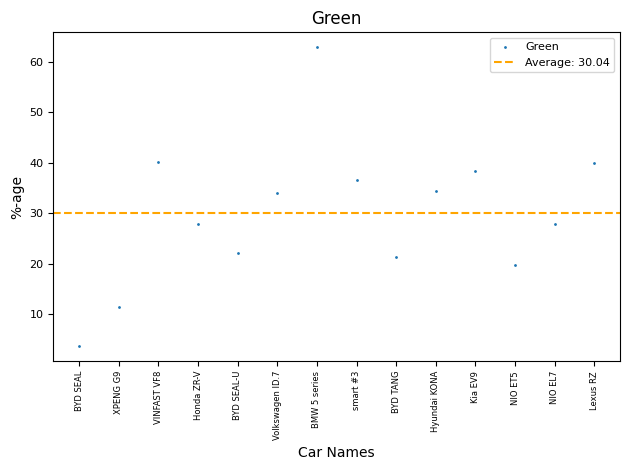 Green
Green
Average: 30.04
%-age
60
50
40
30
20
10
BYD SEAL
XPENG G9
VINFAST VF8
Honda ZR-V
BYD SEAL-U
Volkswagen ID.7
BMW 5 series
smart #3
BYD TANG
Hyundai KONA
Kia EV9
NIO ET5
NIO EL7
Lexus RZ
Car Names